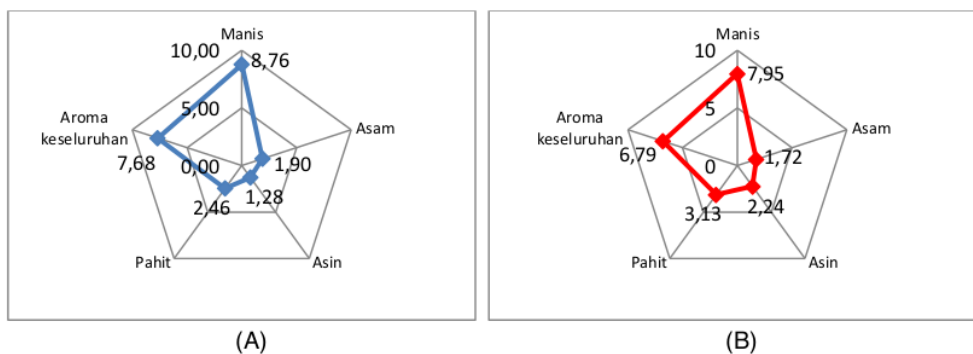 Manis
10,00
8,76
Aroma
keseluruhan
5,00
Asam
7,68
0,00
1,90
2,46
1,28
Pahit
Asin
(A)
Manis
10
7,95
Aroma
keseluruhan
5
Asam
6,79
0
1,72
3,13
2,24
Pahit
Asin
(B)